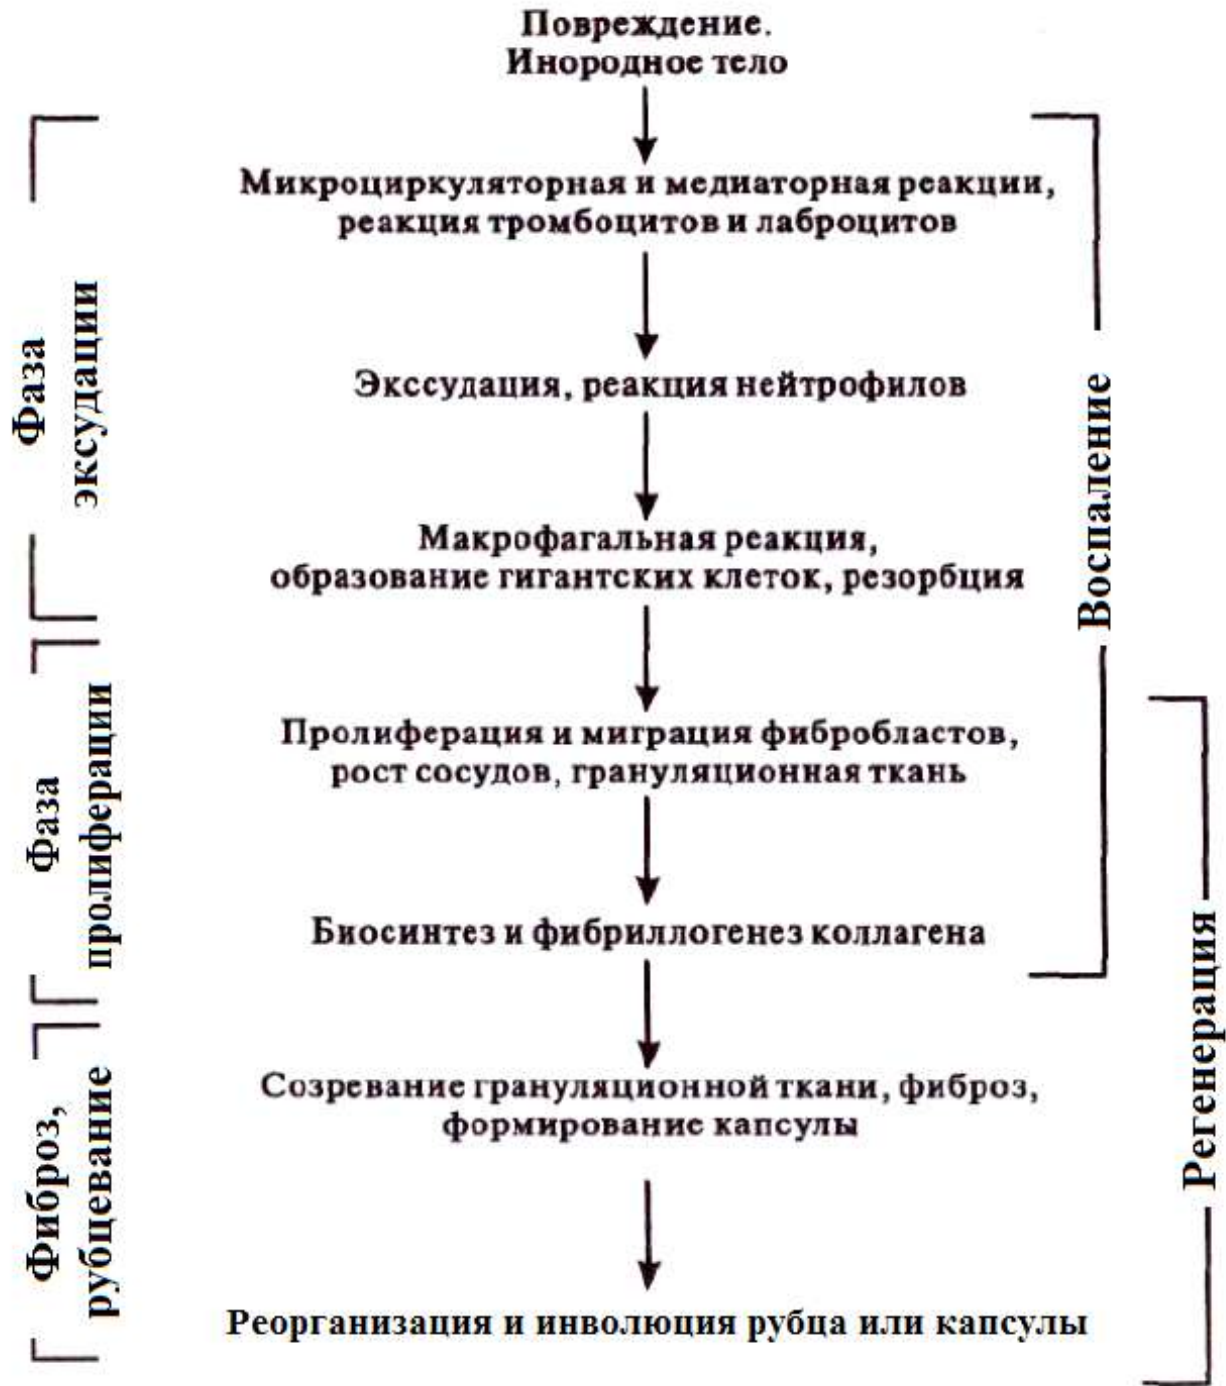 Повреждение.
Инородное тело
Микроциркуляторная и медиаторная реакции,
реакция тромбоцитов и лаброцитов
Экссудация, реакция нейтрофилов
Макрофагальная реакция,
образование гигантских клеток, резорбция
Пролиферация и миграция фибробластов,
рост сосудов, грануляционная ткань
Биосинтез и фибриллогенез коллагена
Созревание грануляционной ткани, фиброз,
формирование капсулы
Реорганизация и инволюция рубца или капсулы
Фаза
эксудации
Фаза
пролиферации
Фиброз,
рубцевание
Воспаление
Регенерация